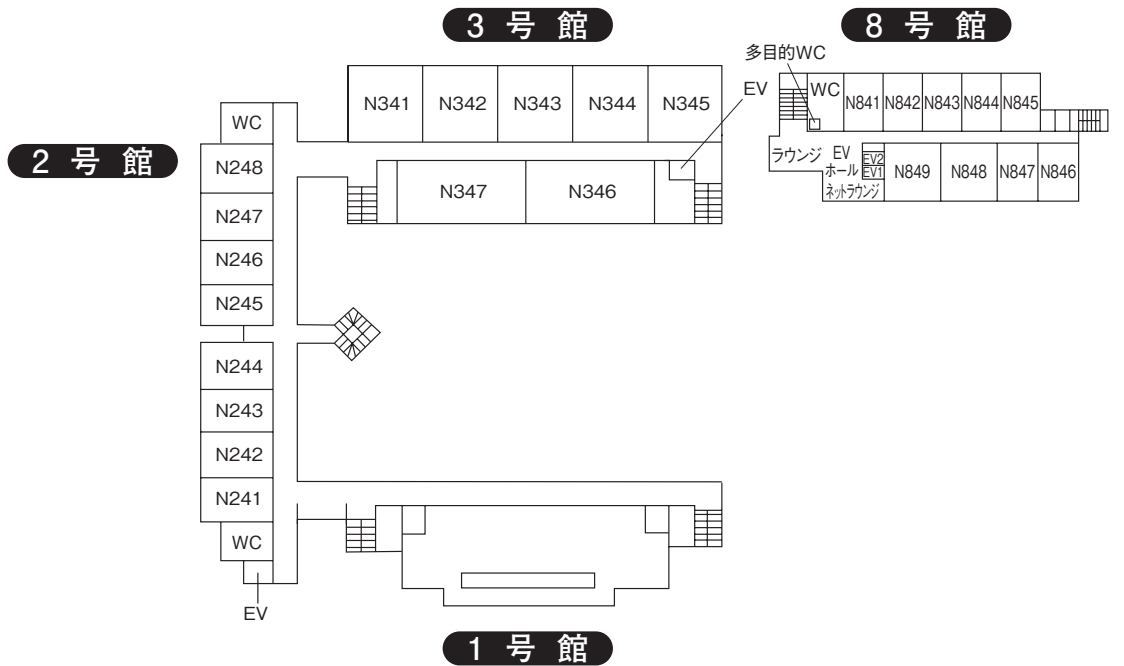 3 号 館
8 号 館
2 号 館
多目的WC
EV
N341
N342
N343
N344
N345
N347
N346
WC
N248
N247
N246
N245
N244
N243
N242
N241
WC
EV
WC
N841
N842
N843
N844
N845
ラウンジ
EV
ホール
ネットラウンジ
EV2
EV1
N849
N848
N847
N846
1 号 館